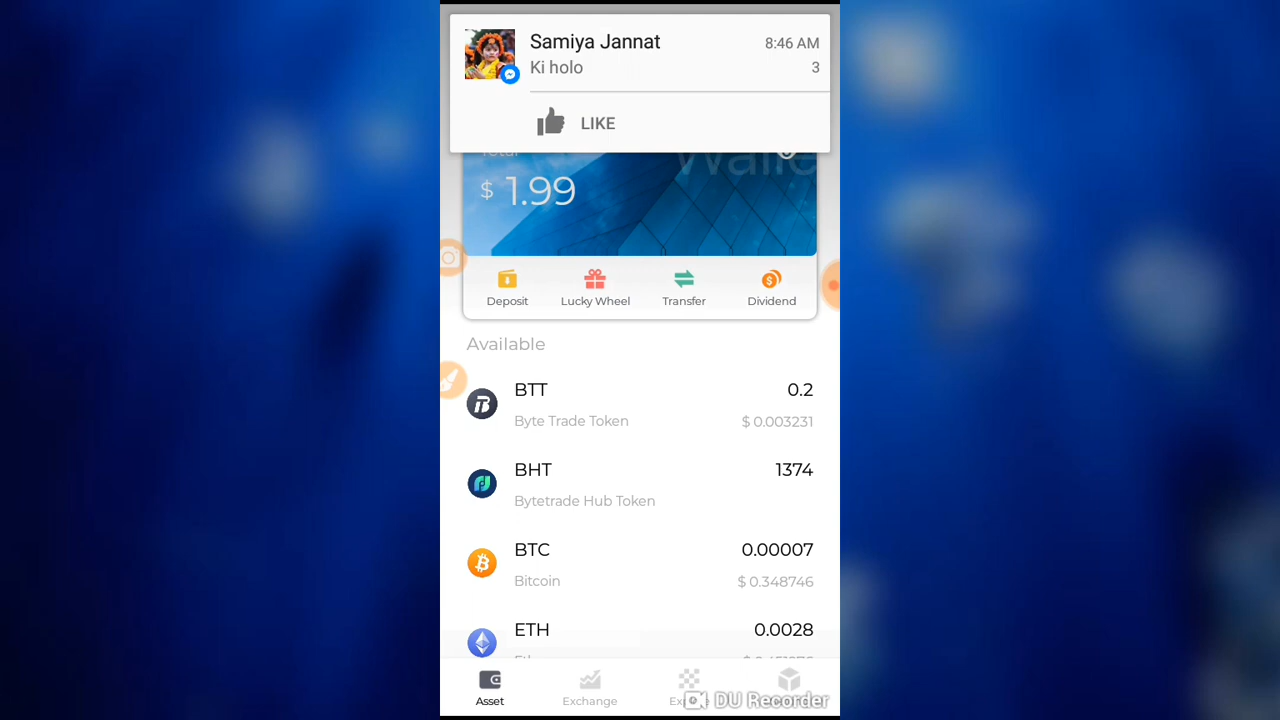 Samiya Jannat
8:46 AM
Ki holo
3
LIKE
Total
Walle
$ 1.99
Deposit
Lucky Wheel
Transfer
Dividend
Available
BTT
0.2
Byte Trade Token
$ 0.003231
BHT
1374
Bytetrade Hub Token
BTC
0.00007
Bitcoin
$ 0.348746
ETH
0.0028
Asset
Exchange
DU Recorder